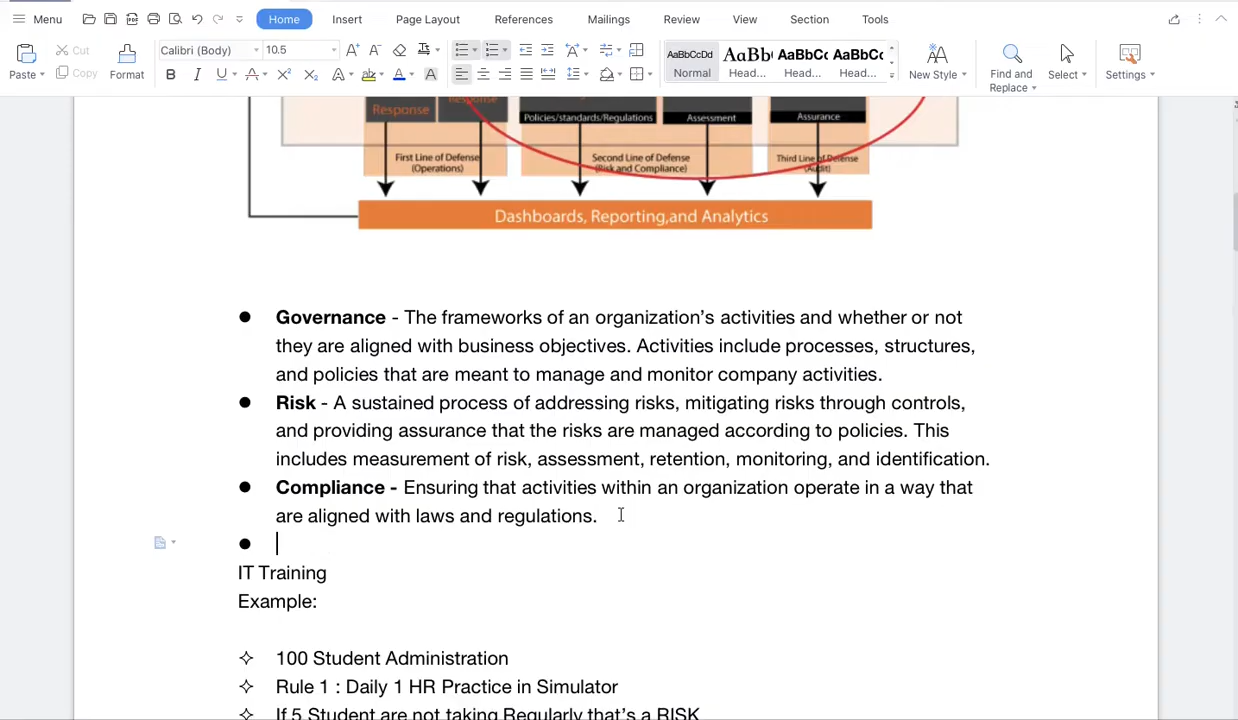 Menu Home Insert Page Layout References Mailings Review View Section Tools
Cut Calibri (Body) 10.5 AaBbCcDd AaBb AaBbCc AaBbCc
Paste Copy Format Normal Head... Head... Head... New Style Find and Replace Select Settings
Response Response Policies/standards/Regulations Assessment Assurance
First Line of Defense Second Line of Defense Third Line of Defense
(Operations) (Risk and Compliance) (Audit)
Dashboards, Reporting,and Analytics
Governance - The frameworks of an organization’s activities and whether or not
they are aligned with business objectives. Activities include processes, structures,
and policies that are meant to manage and monitor company activities.
Risk - A sustained process of addressing risks, mitigating risks through controls,
and providing assurance that the risks are managed according to policies. This
includes measurement of risk, assessment, retention, monitoring, and identification.
Compliance - Ensuring that activities within an organization operate in a way that
are aligned with laws and regulations.
IT Training
Example:
100 Student Administration
Rule 1 : Daily 1 HR Practice in Simulator
If 5 Student are not taking Regularly that’s a RISK